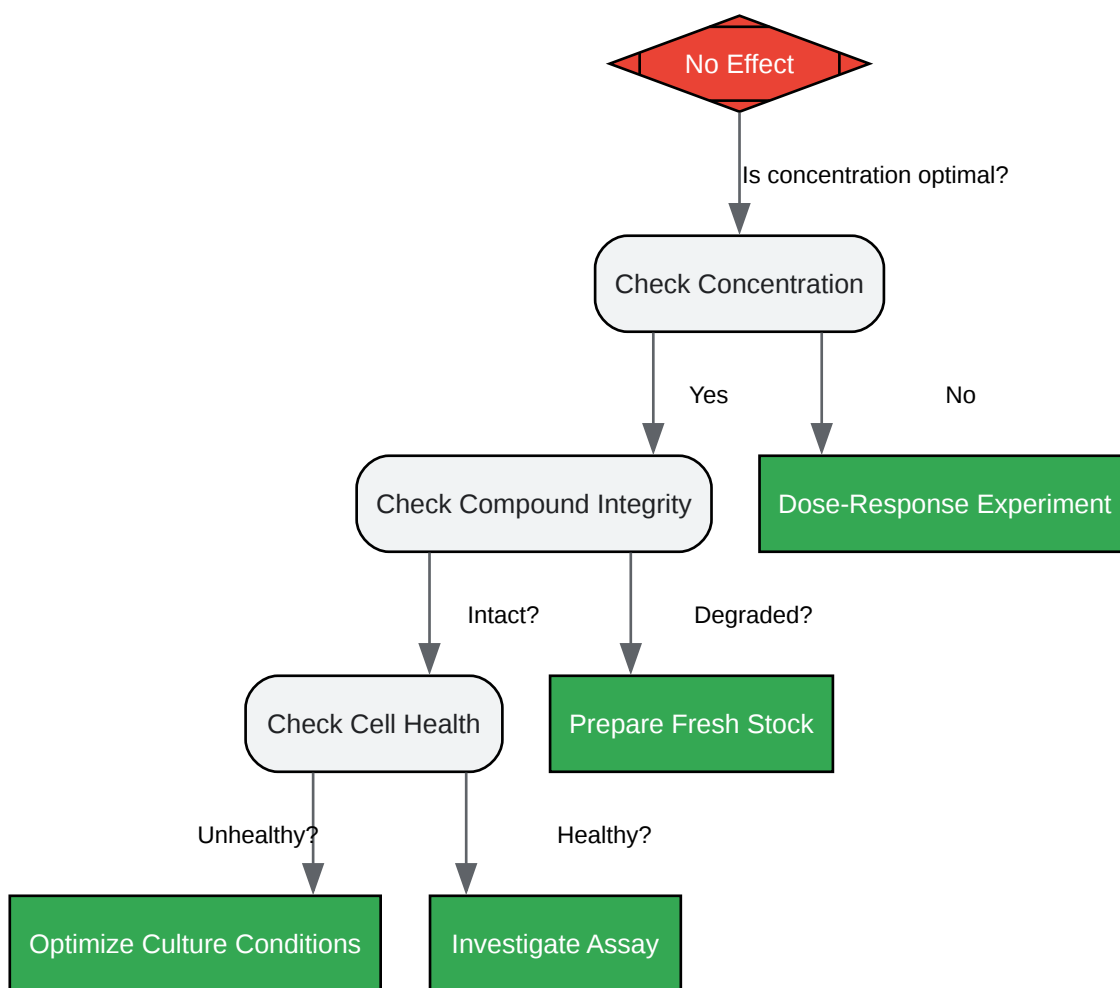 No Effect
Is concentration optimal?
Check Concentration
Yes
No
Check Compound Integrity
Dose-Response Experiment
Intact?
Degraded?
Check Cell Health
Prepare Fresh Stock
Unhealthy?
Healthy?
Optimize Culture Conditions
Investigate Assay